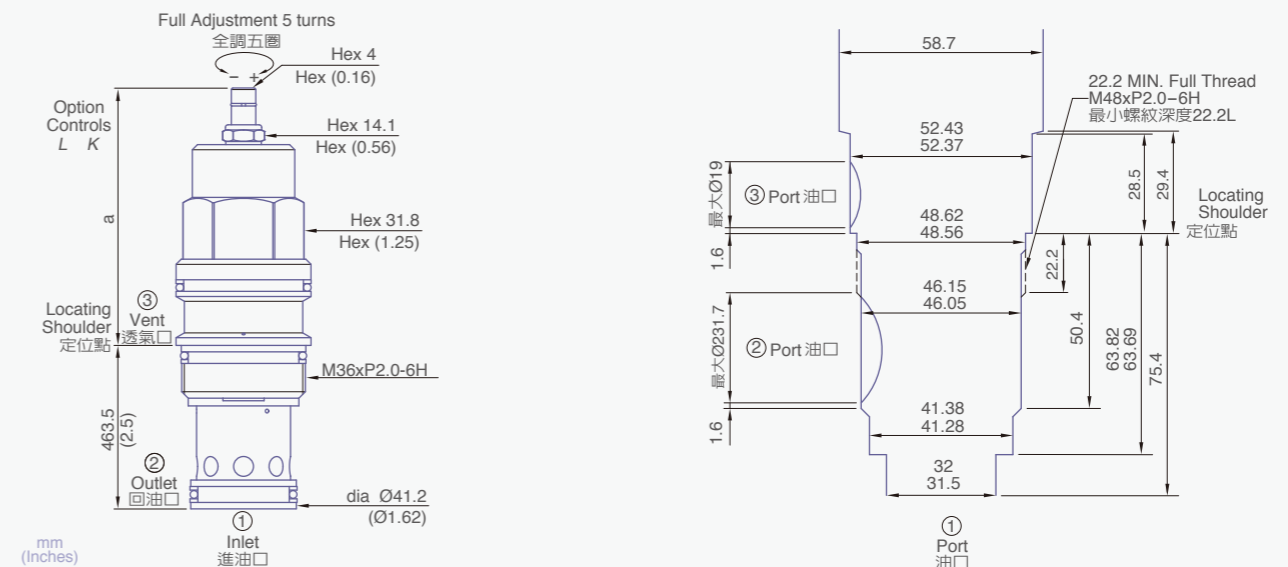 Full Adjustment 5 turns
全調五圈
− +
Hex 4
Hex (0.16)
Option
Controls
L K
Hex 14.1
Hex (0.56)
a
Hex 31.8
Hex (1.25)
Locating
Shoulder
定位點
③
Vent
透氣口
M36xP2.0-6H
463.5
(2.5)
②
Outlet
回油口
dia Ø41.2
(Ø1.62)
①
Inlet
進油口
mm
(Inches)
58.7
22.2 MIN. Full Thread
M48xP2.0−6H
最小螺紋深度22.2L
52.43
52.37
最大Ø19
③ Port 油口
28.5
29.4
Locating
Shoulder
定位點
48.62
48.56
1.6
22.2
46.15
46.05
最大Ø231.7
② Port 油口
50.4
63.82
63.69
75.4
1.6
41.38
41.28
32
31.5
①
Port
油口